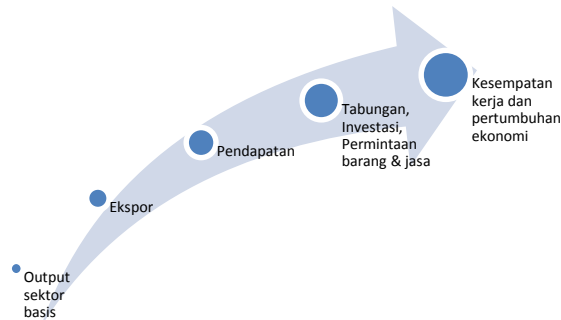 Output
sektor
basis
Ekspor
Pendapatan
Tabungan,
Investasi,
Permintaan
barang & jasa
Kesempatan
kerja dan
pertumbuhan
ekonomi